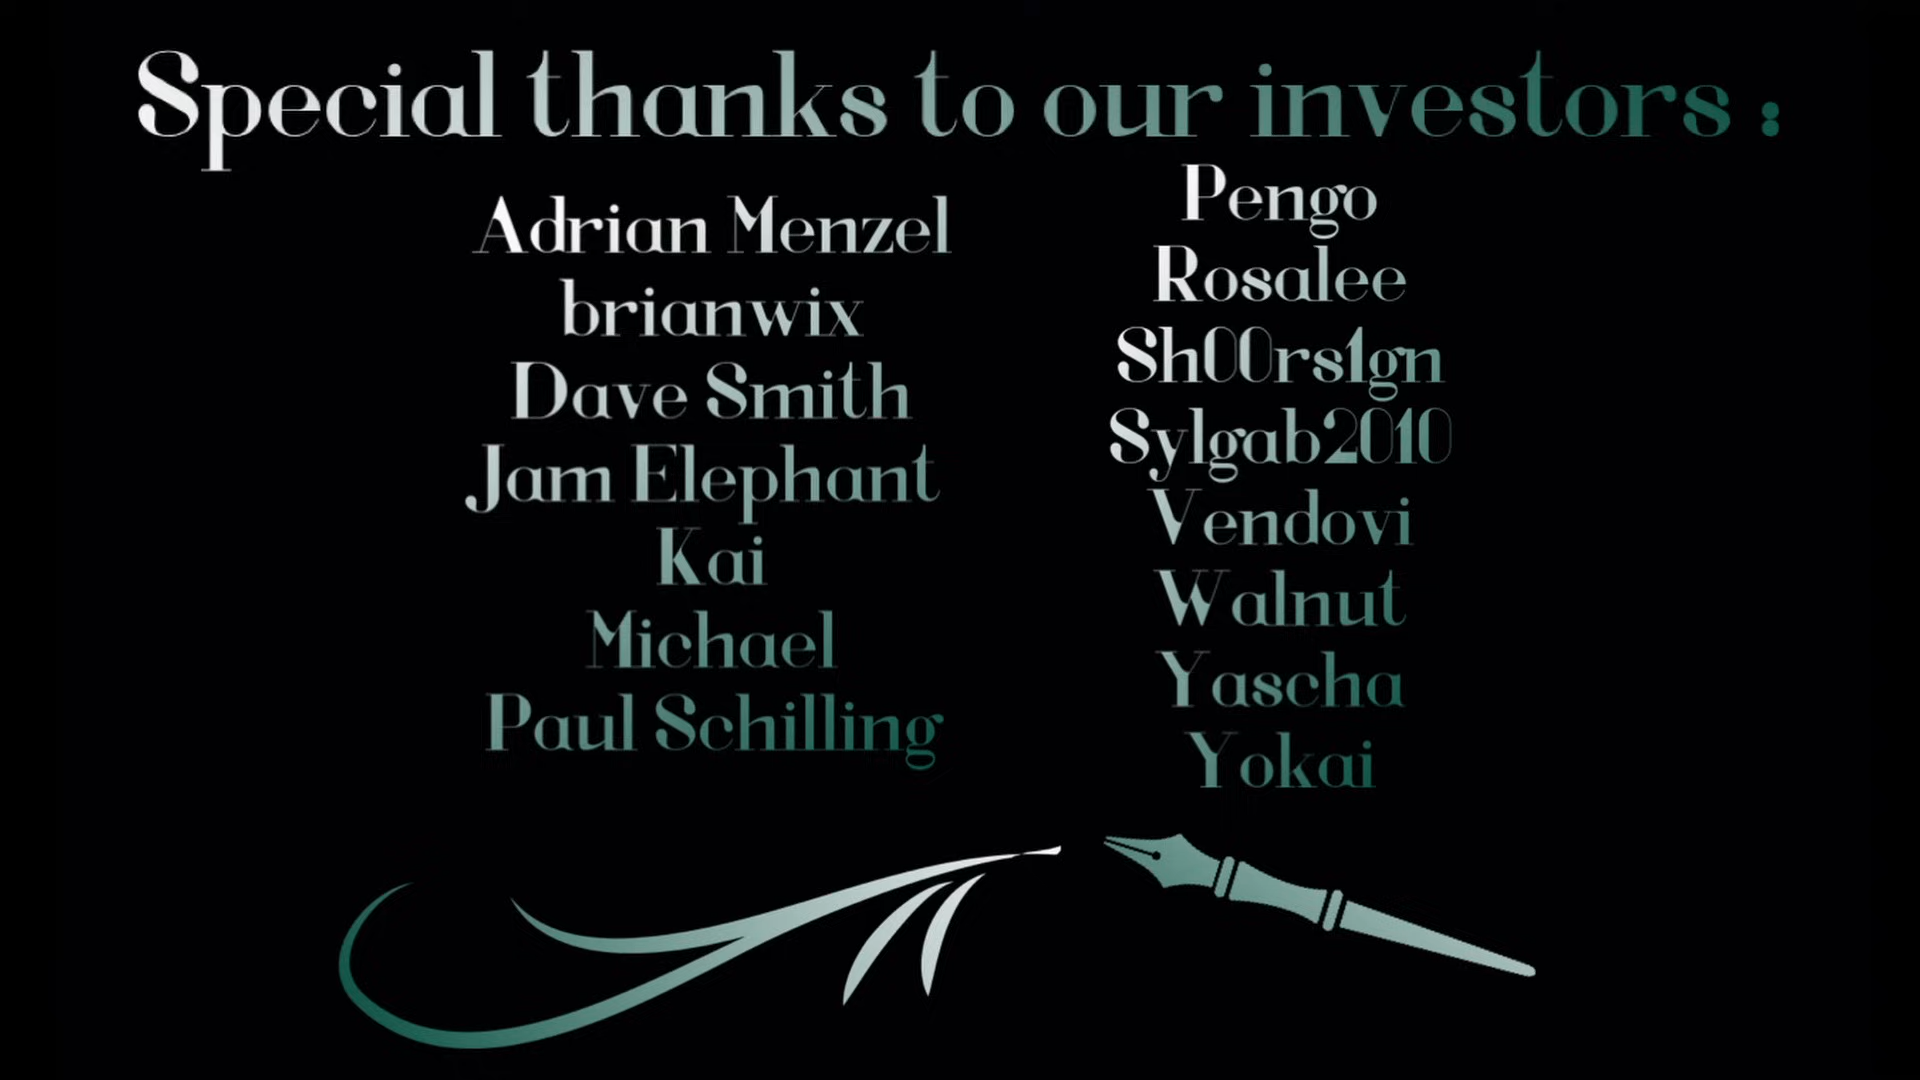 Special thanks to our investors :
Adrian Menzel
brianwix
Dave Smith
Jam Elephant
Kai
Michael
Paul Schilling
Pengo
Rosalee
Sh00rs1gn
Sylgab2010
Vendovi
Walnut
Yascha
Yokai